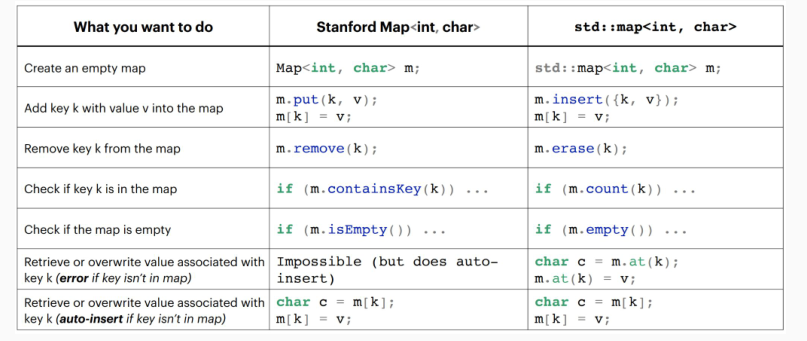 What you want to do
Stanford Map<int, char>
std::map<int, char>
Create an empty map
Map<int, char> m;
std::map<int, char> m;
Add key k with value v into the map
m.put(k, v);
m[k] = v;
m.insert({k, v});
m[k] = v;
Remove key k from the map
m.remove(k);
m.erase(k);
Check if key k is in the map
if (m.containsKey(k)) ...
if (m.count(k)) ...
Check if the map is empty
if (m.isEmpty()) ...
if (m.empty()) ...
Retrieve or overwrite value associated with
key k (error if key isn't in map)
Impossible (but does auto-
insert)
char c = m.at(k);
m.at(k) = v;
Retrieve or overwrite value associated with
key k (auto-insert if key isn't in map)
char c = m[k];
m[k] = v;
char c = m[k];
m[k] = v;